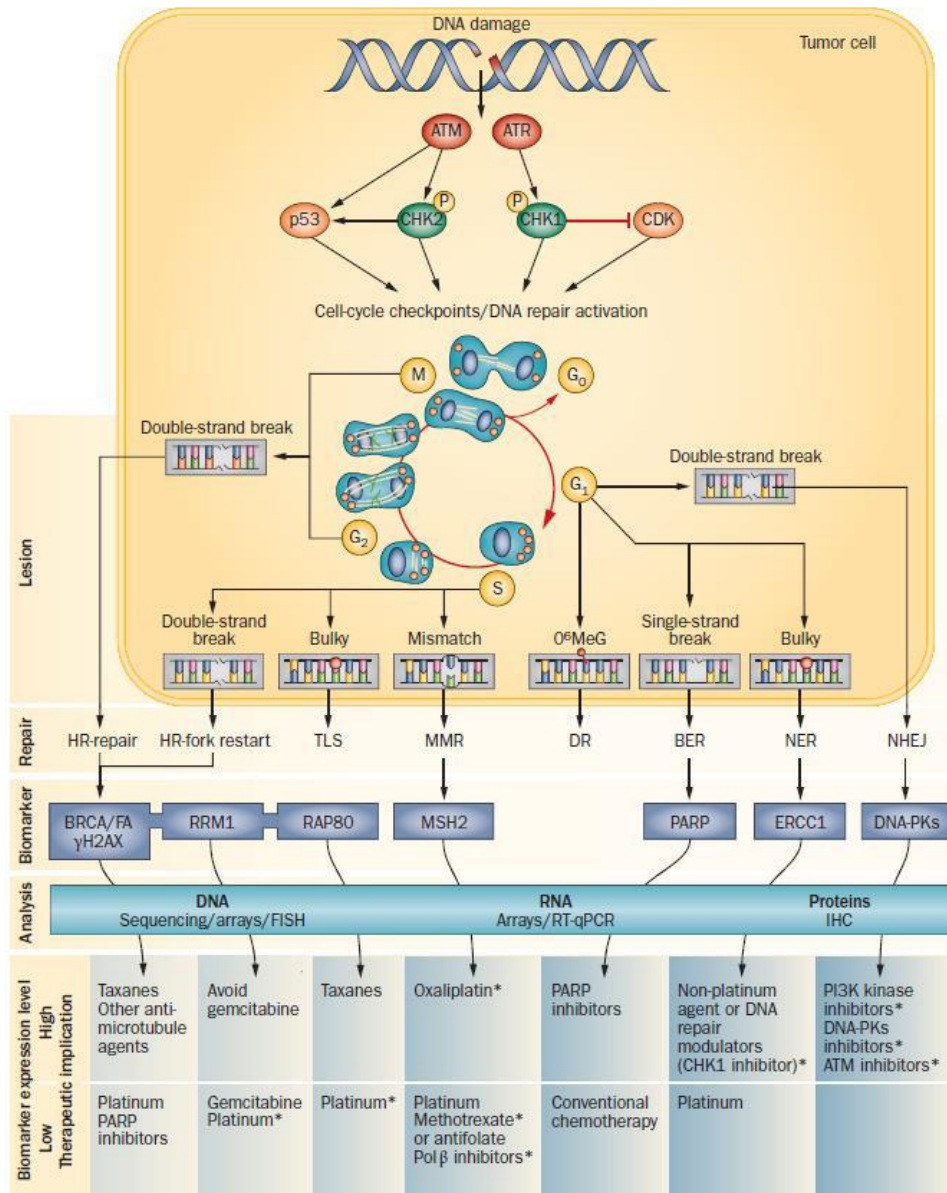 DNA damage
Tumor cell
ATM
ATR
P
P
p53
CHK2
CHK1
CDK
Cell-cycle checkpoints/DNA repair activation
M
G0
Double-strand break
Double-strand break
G1
G2
S
Lesion
Double-strand
break
Bulky
Mismatch
O⁶MeG
Single-strand
break
Bulky
Repair
HR-repair
HR-fork restart
TLS
MMR
DR
BER
NER
NHEJ
Biomarker
BRCA/FA
γH2AX
RRM1
RAP80
MSH2
PARP
ERCC1
DNA-PKs
Analysis
DNA
Sequencing/arrays/FISH
RNA
Arrays/RT-qPCR
Proteins
IHC
Biomarker expression level
Therapeutic implication
High
Taxanes
Other anti-
microtubule
agents
Avoid
gemcitabine
Taxanes
Oxaliplatin*
PARP
inhibitors
Non-platinum
agent or DNA
repair
modulators
(CHK1 inhibitor)*
PI3K kinase
inhibitors*
DNA-PKs
inhibitors*
ATM inhibitors*
Low
Platinum
PARP
inhibitors
Gemcitabine
Platinum*
Platinum*
Platinum
Methotrexate*
or antifolate
Pol β inhibitors*
Conventional
chemotherapy
Platinum